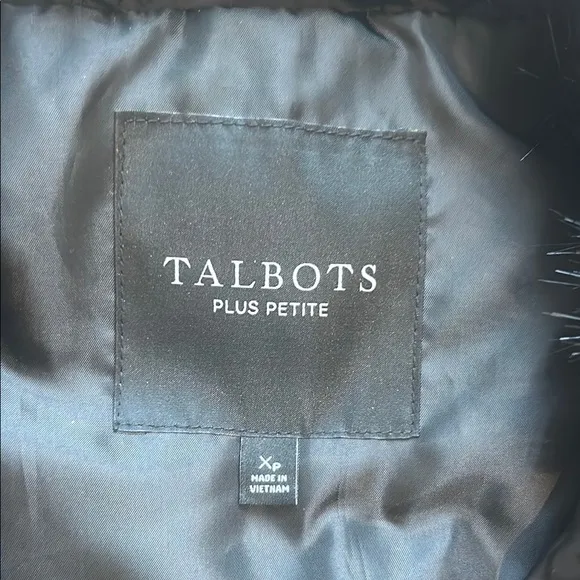 TALBOTS
PLUS PETITE
XP
MADE IN
VIETNAM